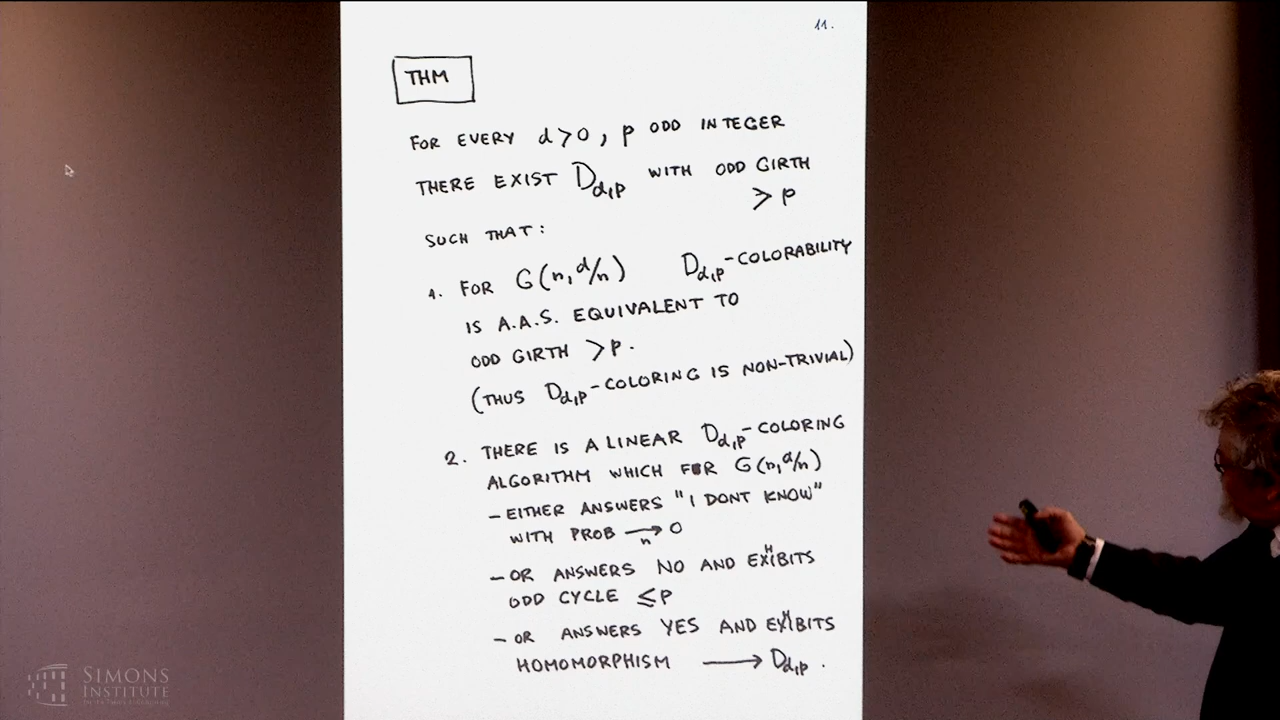 11.
THM
FOR EVERY d>0, p ODD INTEGER
THERE EXIST D_{d,p} WITH ODD GIRTH
> p
SUCH THAT:
1. FOR G(n, d/n) D_{d,p}-COLORABILITY
IS A.A.S. EQUIVALENT TO
ODD GIRTH > p.
(THUS D_{d,p}-COLORING IS NON-TRIVIAL)
2. THERE IS A LINEAR D_{d,p}-COLORING
ALGORITHM WHICH FOR G(n, d/n)
- EITHER ANSWERS "I DONT KNOW"
WITH PROB →_n 0
- OR ANSWERS NO AND EXHIBITS
ODD CYCLE ≤ p
- OR ANSWERS YES AND EXHIBITS
HOMOMORPHISM → D_{d,p}.
SIMONS
INSTITUTE